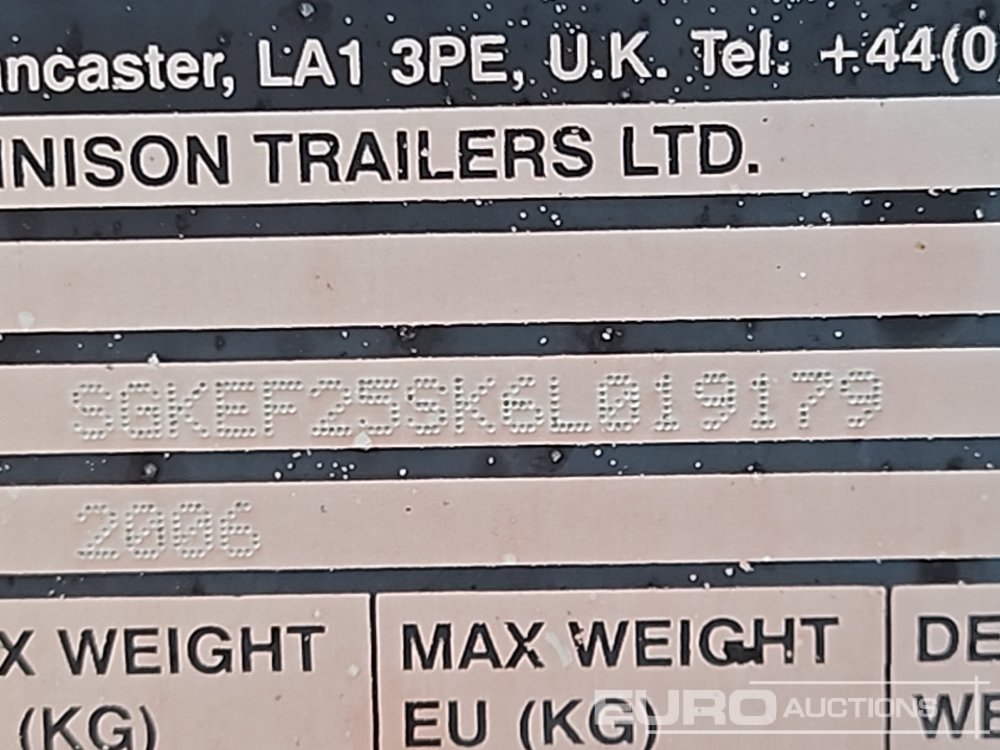 ncaster, LA1 3PE, U.K. Tel: +44(0
NISON TRAILERS LTD.
SGKEF25SK6L019179
2006
X WEIGHT
(KG)
MAX WEIGHT
EU (KG)
DE
WE
EURO AUCTIONS